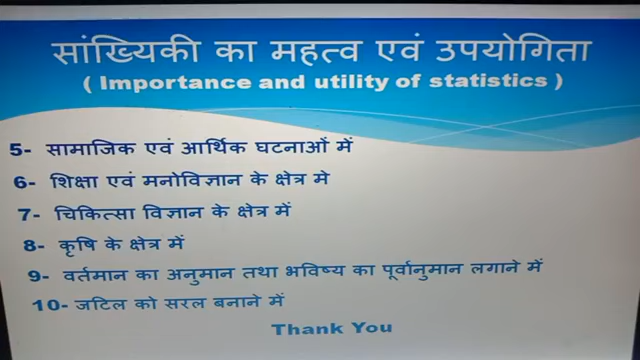 सांख्यिकी का महत्व एवं उपयोगिता
( Importance and utility of statistics )
5- सामाजिक एवं आर्थिक घटनाओं में
6- शिक्षा एवं मनोविज्ञान के क्षेत्र मे
7- चिकित्सा विज्ञान के क्षेत्र में
8- कृषि के क्षेत्र में
9- वर्तमान का अनुमान तथा भविष्य का पूर्वानुमान लगाने में
10- जटिल को सरल बनाने में
Thank You